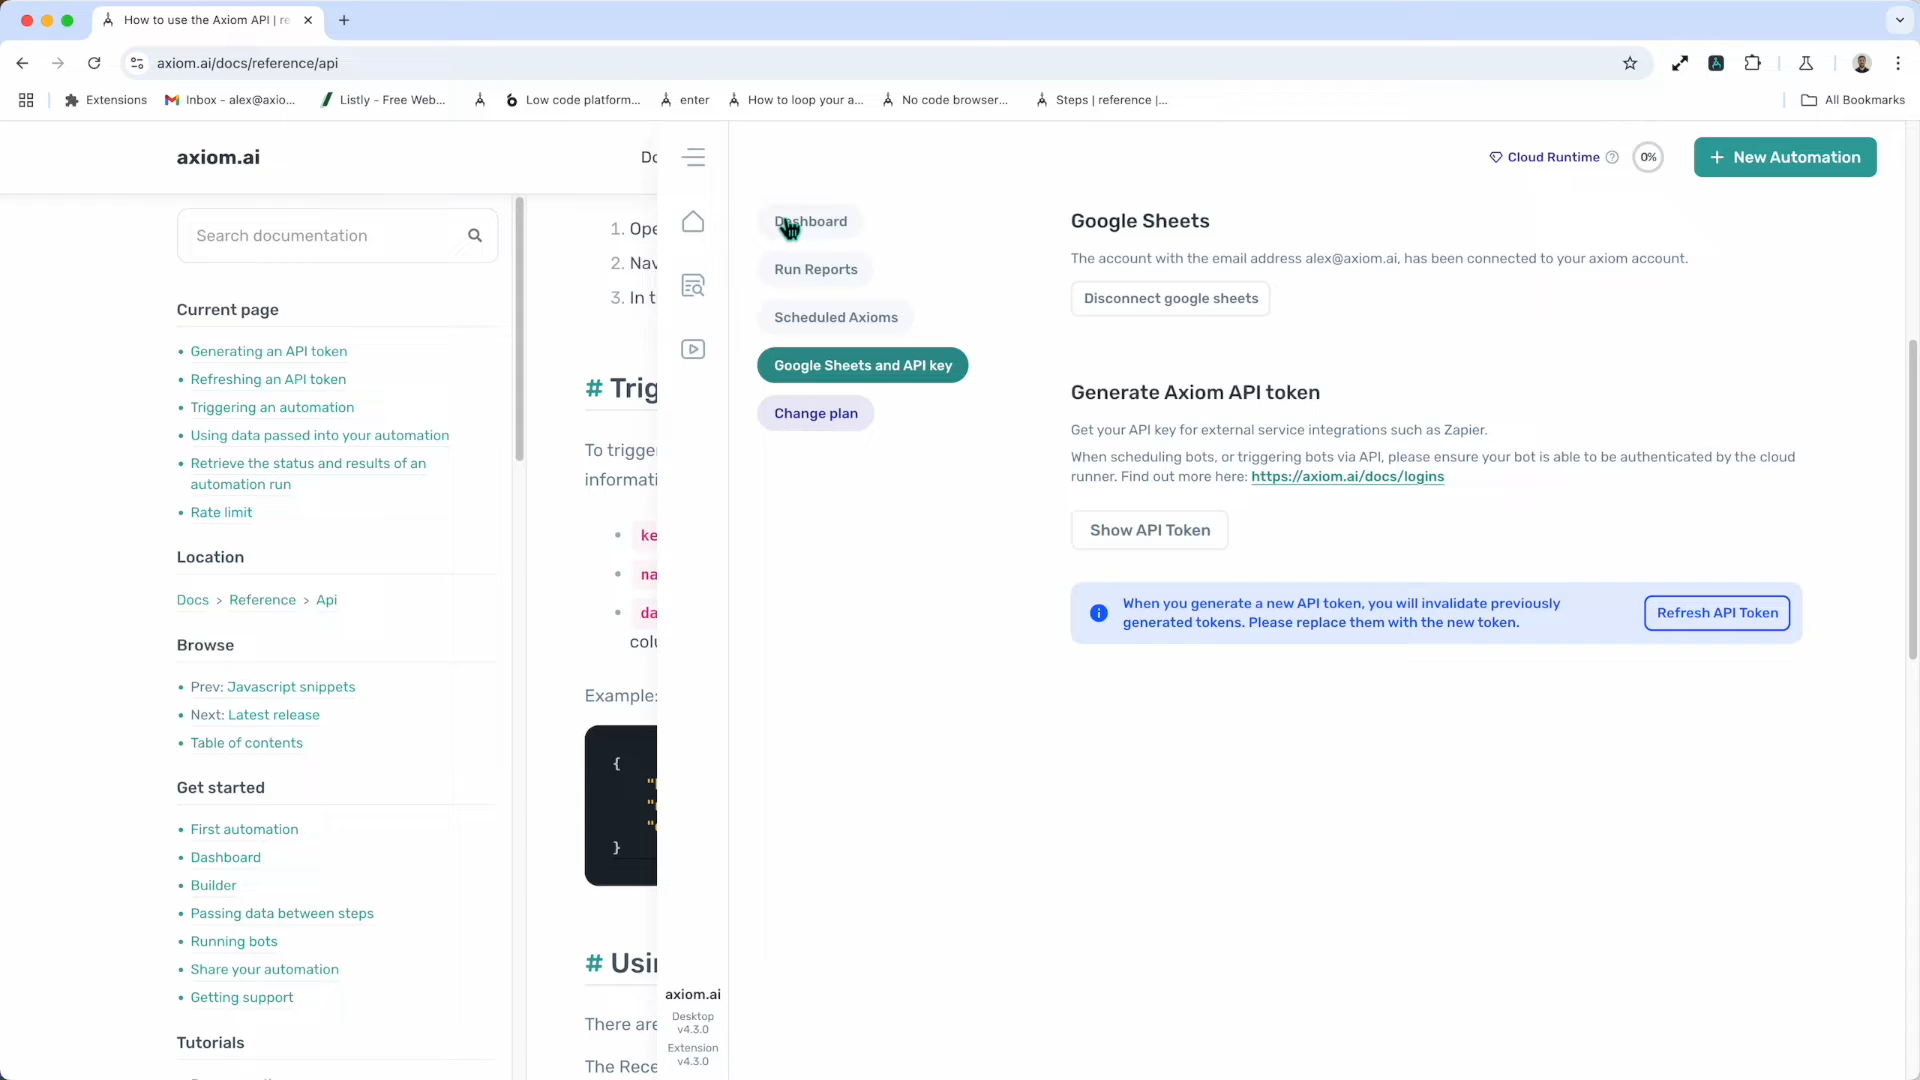 How to use the Axiom API | re
axiom.ai/docs/reference/api
Extensions
Inbox - alex@axio...
Listly - Free Web...
Low code platform...
enter
How to loop your a...
No code browser...
Steps | reference |...
All Bookmarks
axiom.ai
Search documentation
Current page
• Generating an API token
• Refreshing an API token
• Triggering an automation
• Using data passed into your automation
• Retrieve the status and results of an
automation run
• Rate limit
Location
Docs > Reference > Api
Browse
• Prev: Javascript snippets
• Next: Latest release
• Table of contents
Get started
• First automation
• Dashboard
• Builder
• Passing data between steps
• Running bots
• Share your automation
• Getting support
Tutorials
Do
1. Ope
2. Nav
3. In t
# Trig
To trigge
informati
• ke
• na
• da
colu
Example:
{
"
"
"
}
# Usin
There are
The Rece
axiom.ai
Desktop
v4.3.0
Extension
v4.3.0
Cloud Runtime
0%
+ New Automation
Dashboard
Run Reports
Scheduled Axioms
Google Sheets and API key
Change plan
Google Sheets
The account with the email address alex@axiom.ai, has been connected to your axiom account.
Disconnect google sheets
Generate Axiom API token
Get your API key for external service integrations such as Zapier.
When scheduling bots, or triggering bots via API, please ensure your bot is able to be authenticated by the cloud
runner. Find out more here: https://axiom.ai/docs/logins
Show API Token
When you generate a new API token, you will invalidate previously
generated tokens. Please replace them with the new token.
Refresh API Token